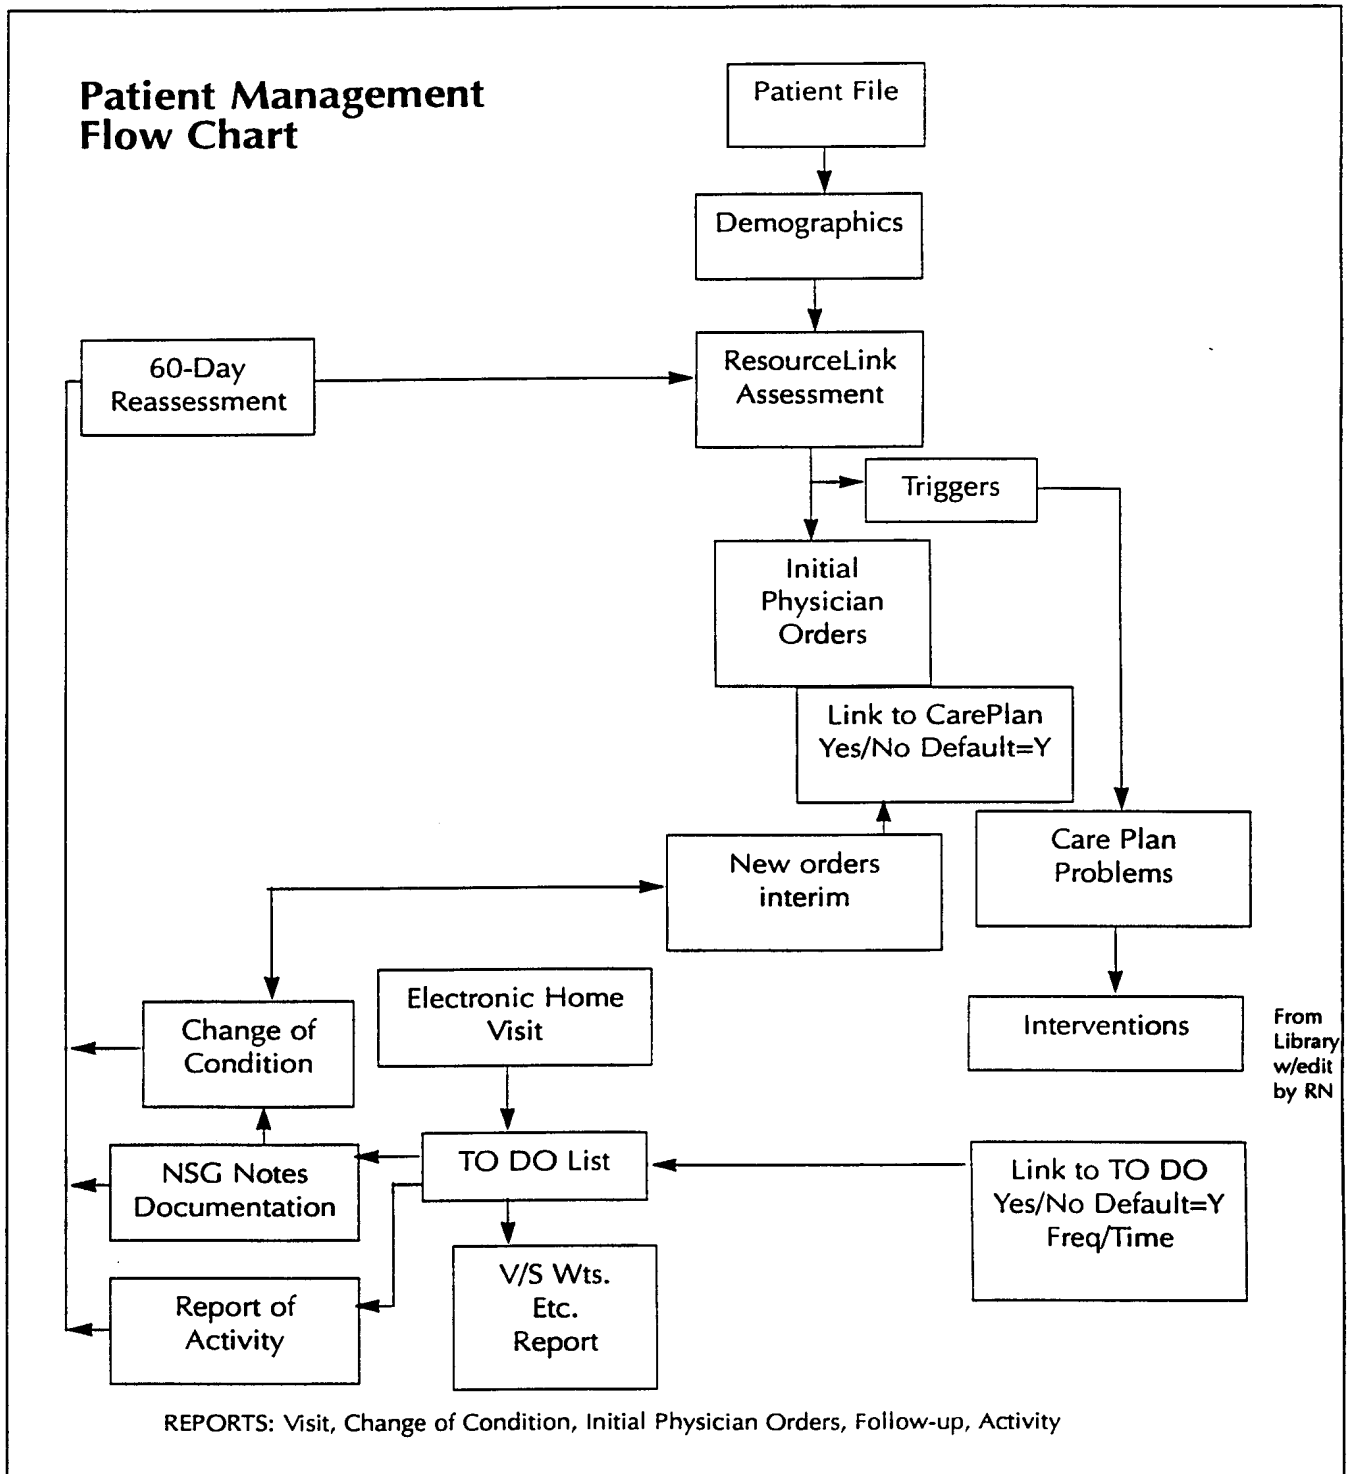 Patient Management
Flow Chart
Patient File
Demographics
60-Day
Reassessment
ResourceLink
Assessment
Triggers
Initial
Physician
Orders
Link to CarePlan
Yes/No Default=Y
New orders
interim
Care Plan
Problems
Electronic Home
Visit
Change of
Condition
Interventions
From
Library
w/edit
by RN
TO DO List
NSG Notes
Documentation
Link to TO DO
Yes/No Default=Y
Freq/Time
V/S Wts.
Etc.
Report
Report of
Activity
REPORTS: Visit, Change of Condition, Initial Physician Orders, Follow-up, Activity